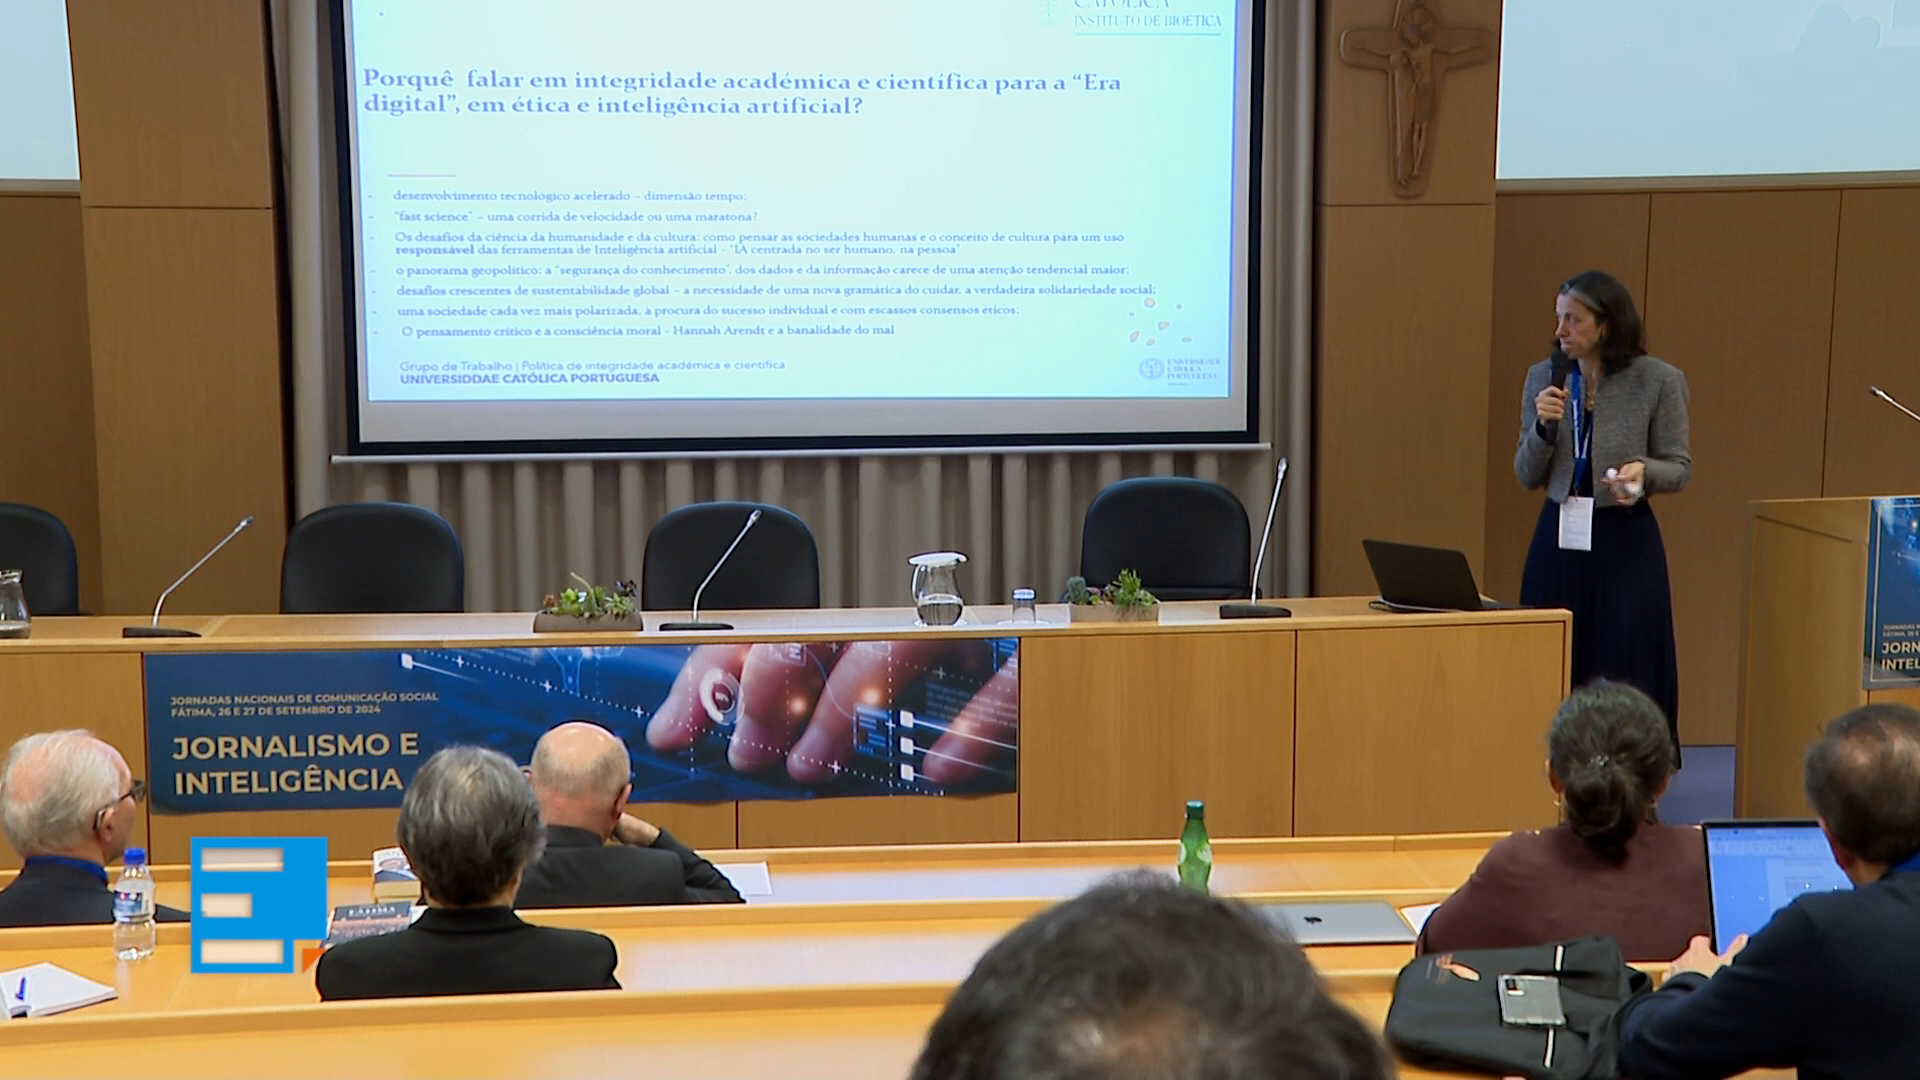 CATÓLICA
INSTITUTO DE BIOÉTICA
Porquê falar em integridade académica e científica para a “Era
digital”, em ética e inteligência artificial?
- desenvolvimento tecnológico acelerado – dimensão tempo;
- “fast science” – uma corrida de velocidade ou uma maratona?
- Os desafios da ciência da humanidade e da cultura: como pensar as sociedades humanas e o conceito de cultura para um uso
responsável das ferramentas de Inteligência artificial - “IA centrada no ser humano, na pessoa”
- o panorama geopolítico: a “segurança do conhecimento”, dos dados e da informação carece de uma atenção tendencial maior;
- desafios crescentes de sustentabilidade global – a necessidade de uma nova gramática do cuidar, a verdadeira solidariedade social;
- uma sociedade cada vez mais polarizada, à procura do sucesso individual e com escassos consensos éticos;
- O pensamento crítico e a consciência moral - Hannah Arendt e a banalidade do mal
Grupo de Trabalho | Política de integridade académica e científica
UNIVERSIDDAE CATÓLICA PORTUGUESA
UNIVERSIDADE
CATÓLICA
PORTUGUESA
JORNADAS NACIONAIS DE COMUNICAÇÃO SOCIAL
FÁTIMA, 26 E 27 DE SETEMBRO DE 2024
JORNALISMO E
INTELIGÊNCIA
JORN
INTEL
FÁTIMA
E